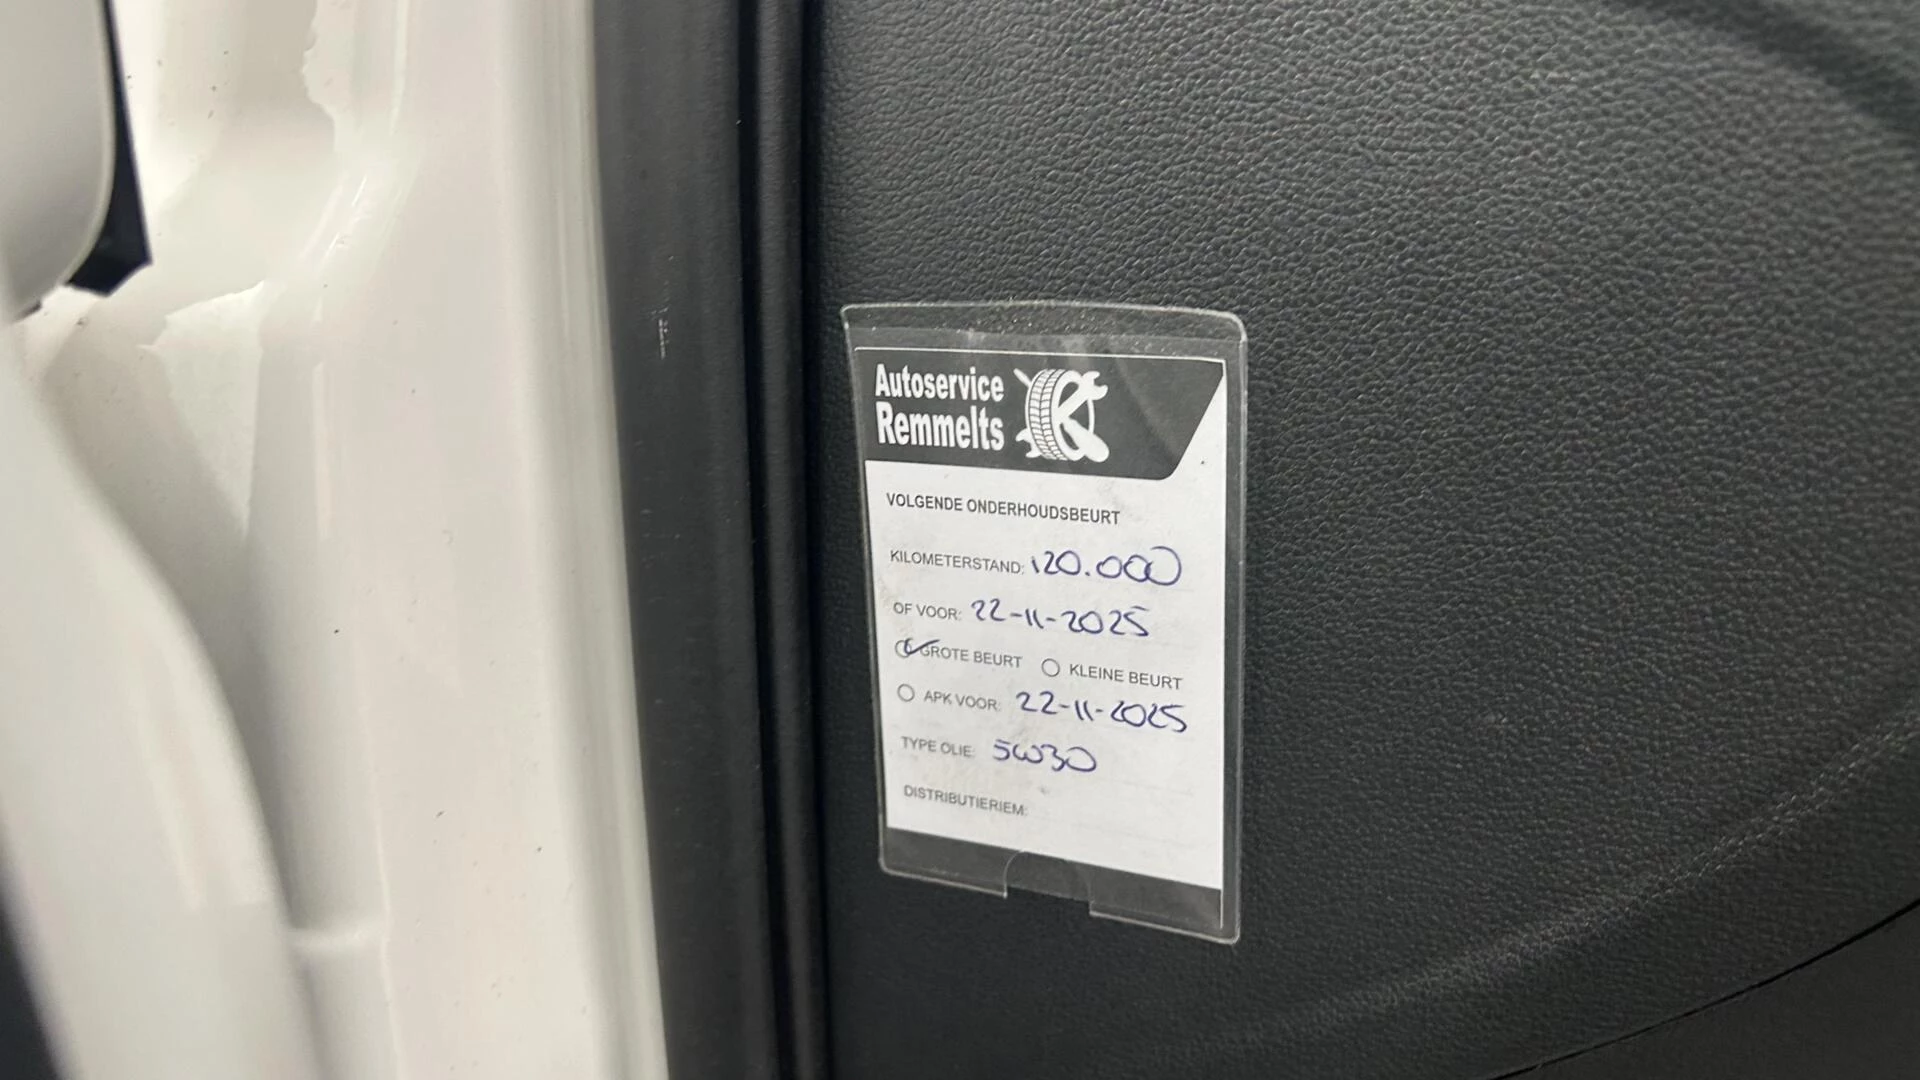 Autoservice
Remmelts
VOLGENDE ONDERHOUDSBEURT
KILOMETERSTAND: 120.000
OF VOOR: 22-11-2025
GROTE BEURT KLEINE BEURT
APK VOOR: 22-11-2025
TYPE OLIE: 5W30
DISTRIBUTIERIEM: